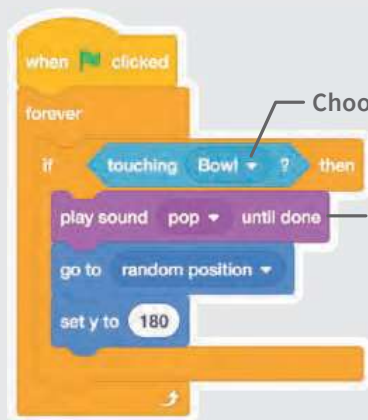 when clicked
forever
Choo
if touching Bowl ? then
play sound pop until done
go to random position
set y to 180